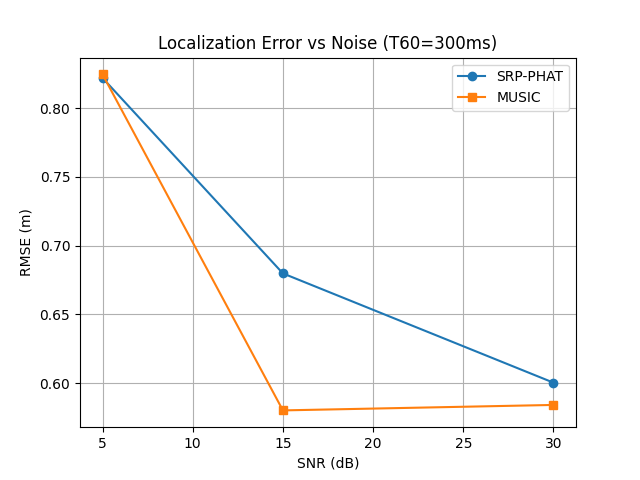 Localization Error vs Noise (T60=300ms)
SRP-PHAT
MUSIC
0.80
0.75
0.70
0.65
0.60
RMSE (m)
5
10
15
20
25
30
SNR (dB)